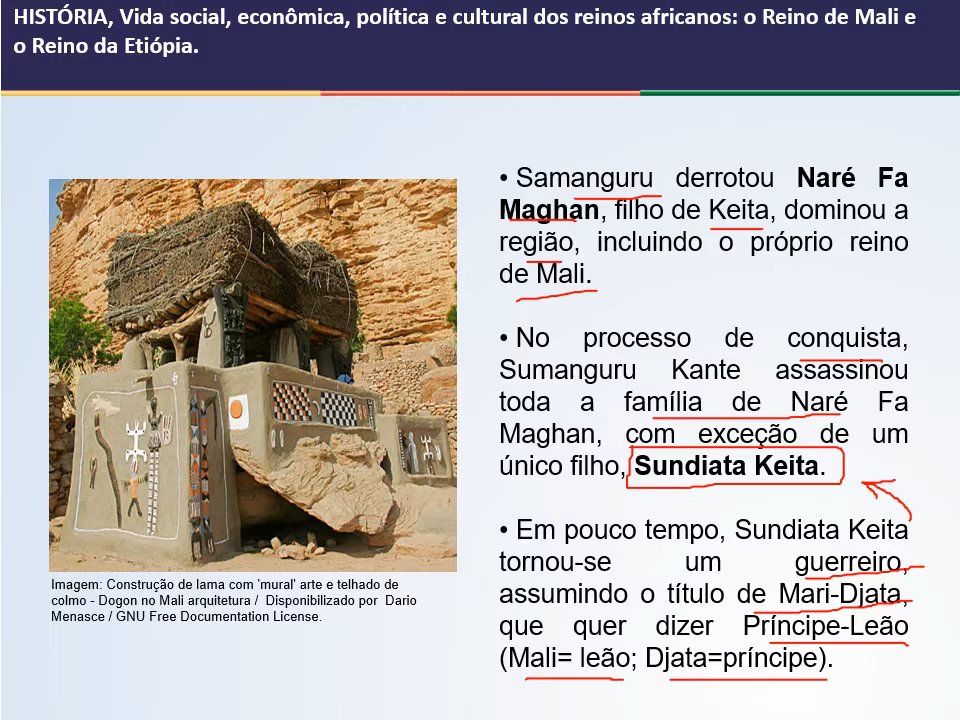 HISTÓRIA, Vida social, econômica, política e cultural dos reinos africanos: o Reino de Mali e
o Reino da Etiópia.
• Samanguru derrotou Naré Fa
Maghan, filho de Keita, dominou a
região, incluindo o próprio reino
de Mali.
• No processo de conquista,
Sumanguru Kante assassinou
toda a família de Naré Fa
Maghan, com exceção de um
único filho, Sundiata Keita.
• Em pouco tempo, Sundiata Keita
tornou-se um guerreiro,
assumindo o título de Mari-Djata,
que quer dizer Príncipe-Leão
(Mali= leão; Djata=príncipe).
Imagem: Construção de lama com 'mural' arte e telhado de
colmo - Dogon no Mali arquitetura / Disponibilizado por Dario
Menasce / GNU Free Documentation License.